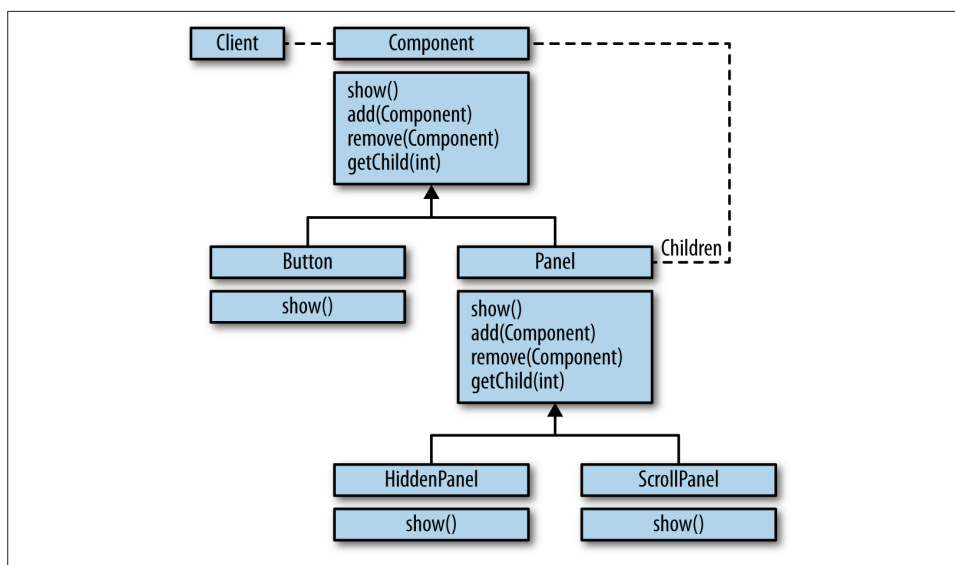 Client
Component
show()
add(Component)
remove(Component)
getChild(int)
Button
show()
Panel
Children
show()
add(Component)
remove(Component)
getChild(int)
HiddenPanel
show()
ScrollPanel
show()